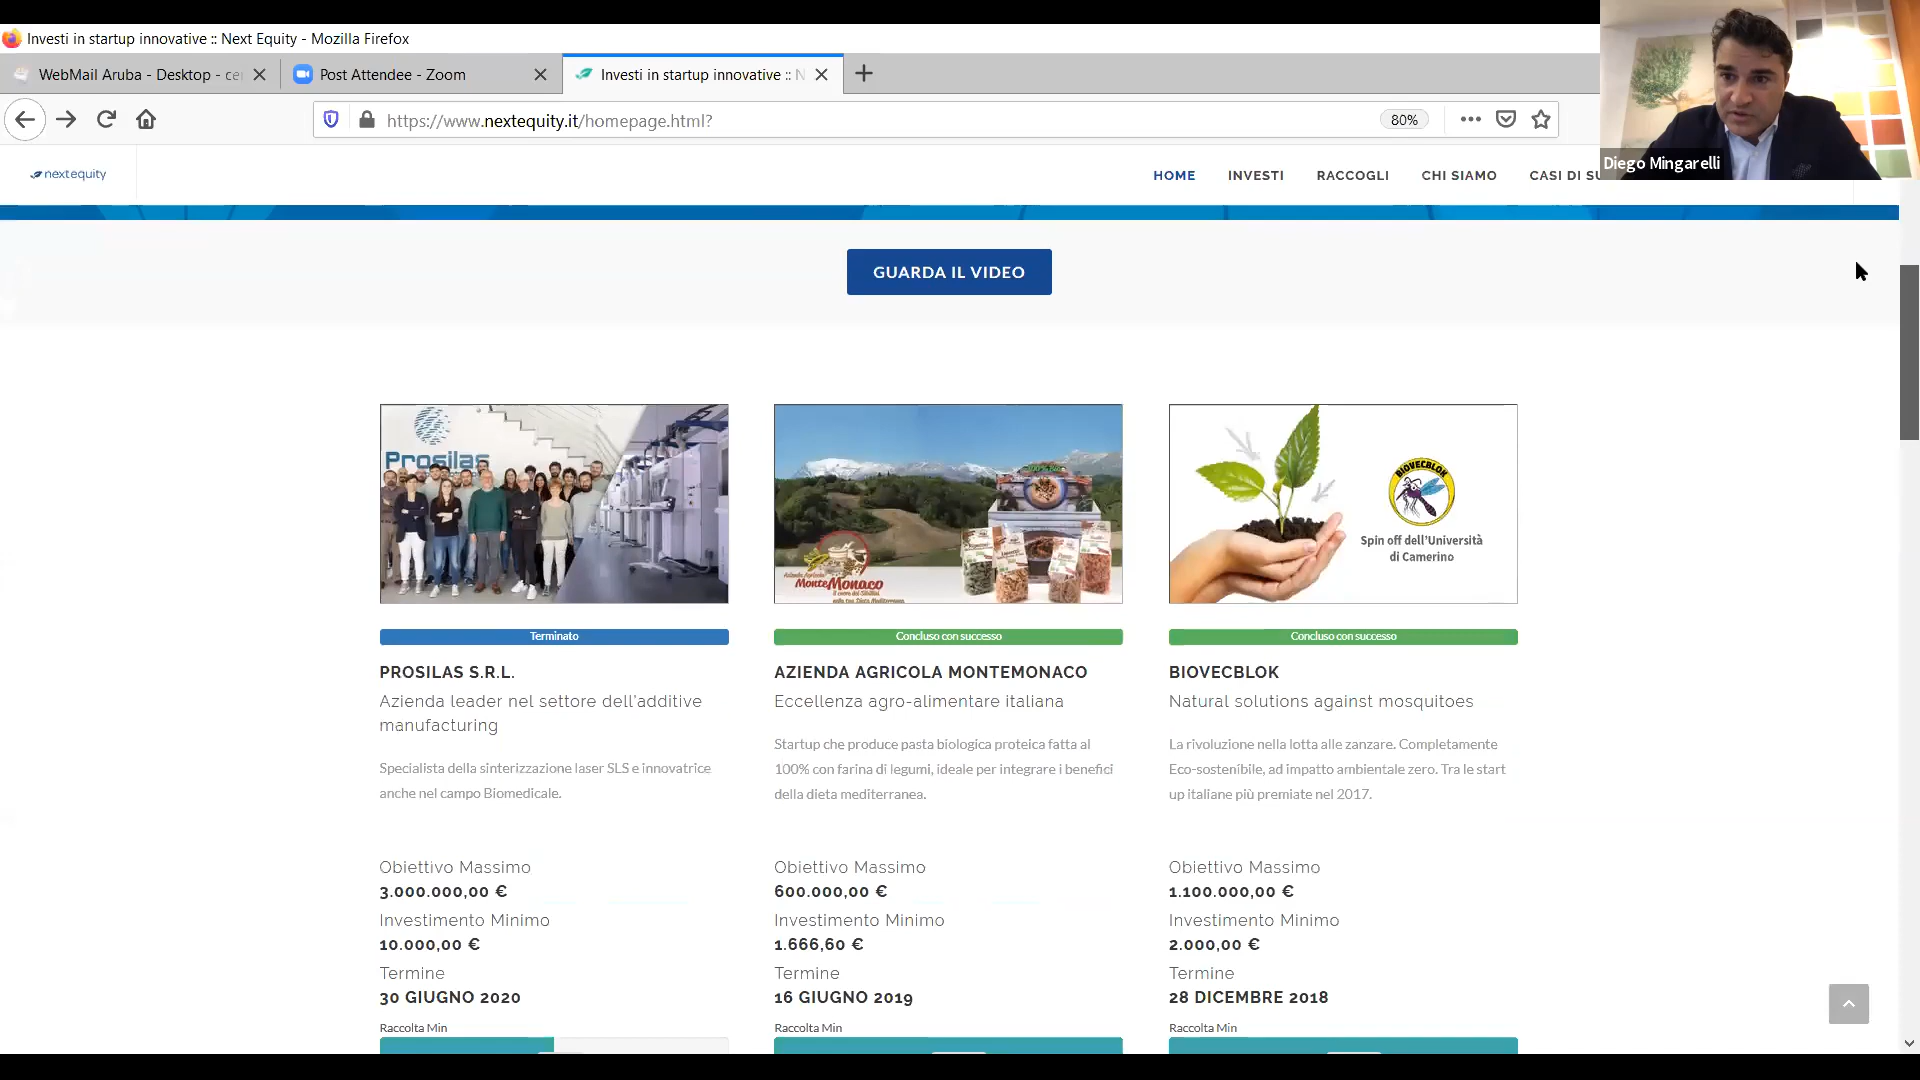 Investi in startup innovative :: Next Equity - Mozilla Firefox
WebMail Aruba - Desktop - ce
Post Attendee - Zoom
Investi in startup innovative :: N
https://www.nextequity.it/homepage.html?
80%
Diego Mingarelli
nextequity
HOME
INVESTI
RACCOGLI
CHI SIAMO
CASI DI SU
GUARDA IL VIDEO
Prosilas
MonteMonaco
BIOVECBLOK
Spin off dell'Università
di Camerino
Terminato
PROSILAS S.R.L.
Azienda leader nel settore dell'additive
manufacturing
Specialista della sinterizzazione laser SLS e innovatrice
anche nel campo Biomedicale.
Obiettivo Massimo
3.000.000,00 €
Investimento Minimo
10.000,00 €
Termine
30 GIUGNO 2020
Raccolta Min
Concluso con successo
AZIENDA AGRICOLA MONTEMONACO
Eccellenza agro-alimentare italiana
Startup che produce pasta biologica proteica fatta al
100% con farina di legumi, ideale per integrare i benefici
della dieta mediterranea.
Obiettivo Massimo
600.000,00 €
Investimento Minimo
1.666,60 €
Termine
16 GIUGNO 2019
Raccolta Min
Concluso con successo
BIOVECBLOK
Natural solutions against mosquitoes
La rivoluzione nella lotta alle zanzare. Completamente
Eco-sostenibile, ad impatto ambientale zero. Tra le start
up italiane più premiate nel 2017.
Obiettivo Massimo
1.100.000,00 €
Investimento Minimo
2.000,00 €
Termine
28 DICEMBRE 2018
Raccolta Min